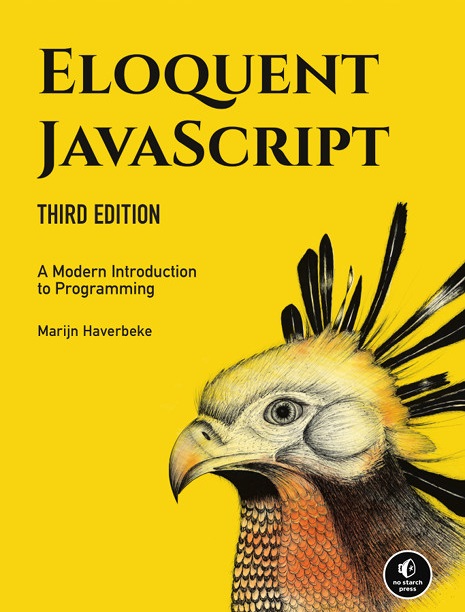 ELOQUENT
JAVASCRIPT
THIRD EDITION
A Modern Introduction
to Programming
Marijn Haverbeke
no starch
press